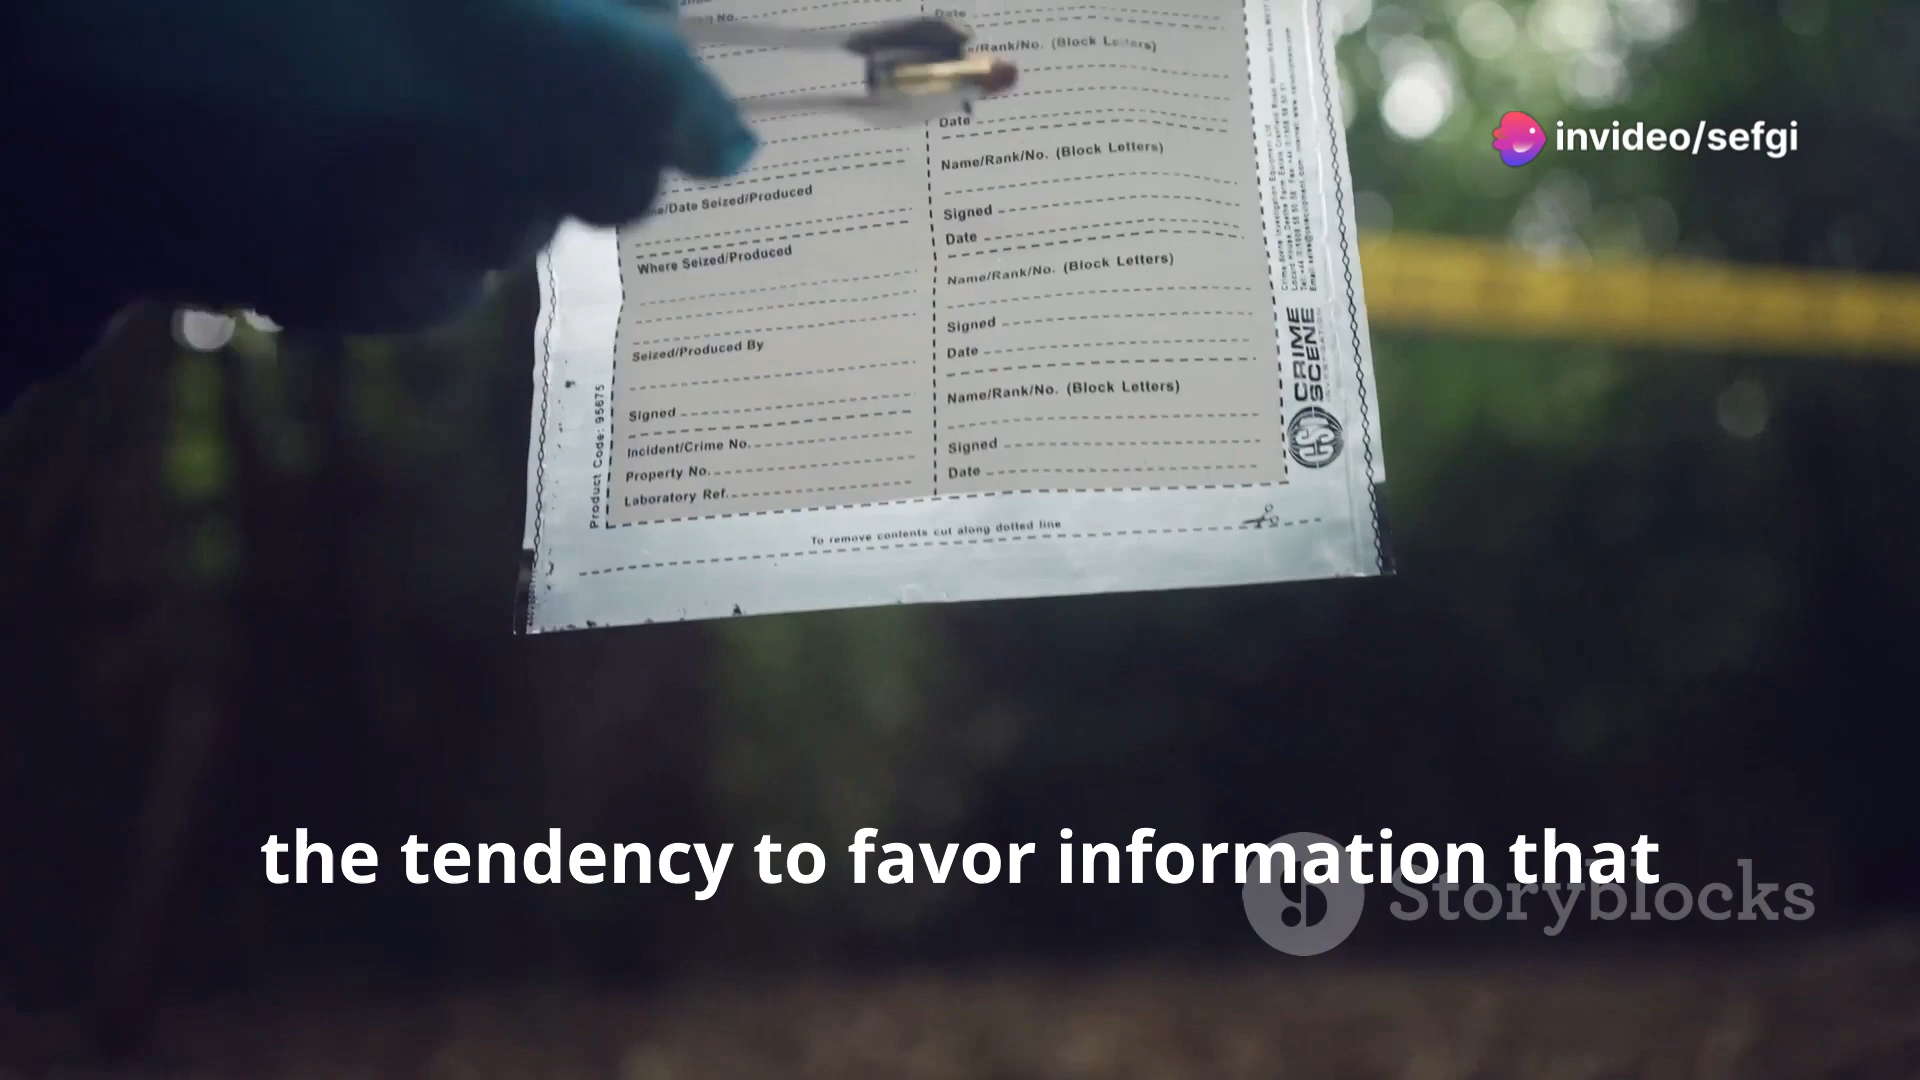 Date
/Rank/No. (Block Letters)
Date
Name/Rank/No. (Block Letters)
Signed
Date
Name/Rank/No. (Block Letters)
Signed
Date
Name/Rank/No. (Block Letters)
Signed
Date
/Date Seized/Produced
Where Seized/Produced
Seized/Produced By
Signed
Incident/Crime No.
Property No.
Laboratory Ref.
Product Code: 95675
To remove contents cut along dotted line
CRIME
SCENE
INVESTIGATION
CSI
invideo/sefgi
the tendency to favor information that
Storyblocks